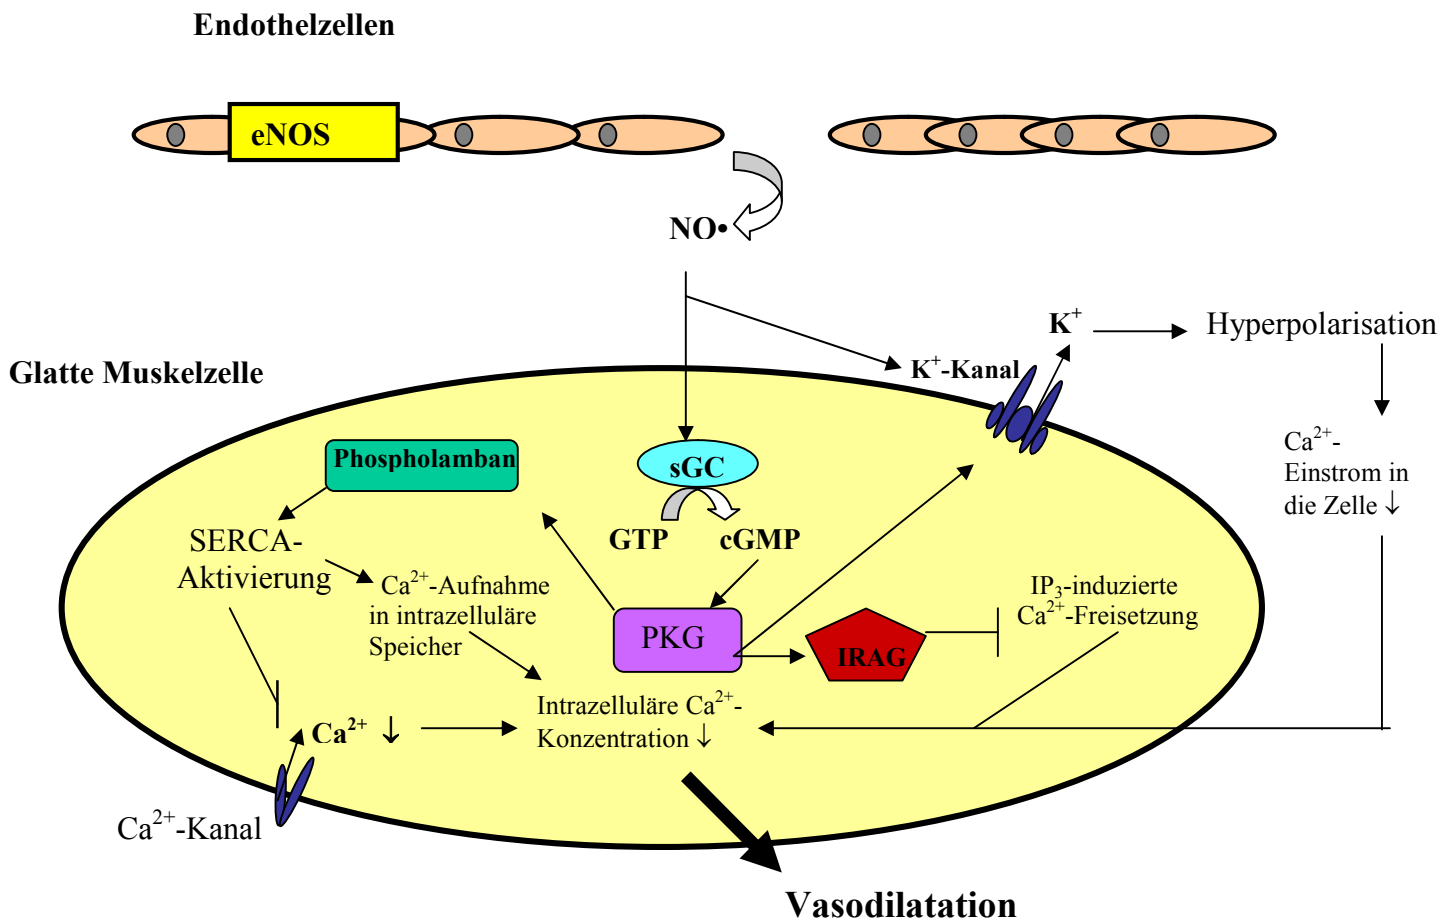 Endothelzellen
eNOS
NO•
K⁺
Hyperpolarisation
Glatte Muskelzelle
K⁺-Kanal
Phospholamban
sGC
Ca²⁺-
Einstrom in
die Zelle ↓
GTP
cGMP
SERCA-
Aktivierung
Ca²⁺-Aufnahme
in intrazelluläre
Speicher
PKG
IRAG
IP₃-induzierte
Ca²⁺-Freisetzung
Ca²⁺ ↓
Intrazelluläre Ca²⁺-
Konzentration ↓
Ca²⁺-Kanal
Vasodilatation